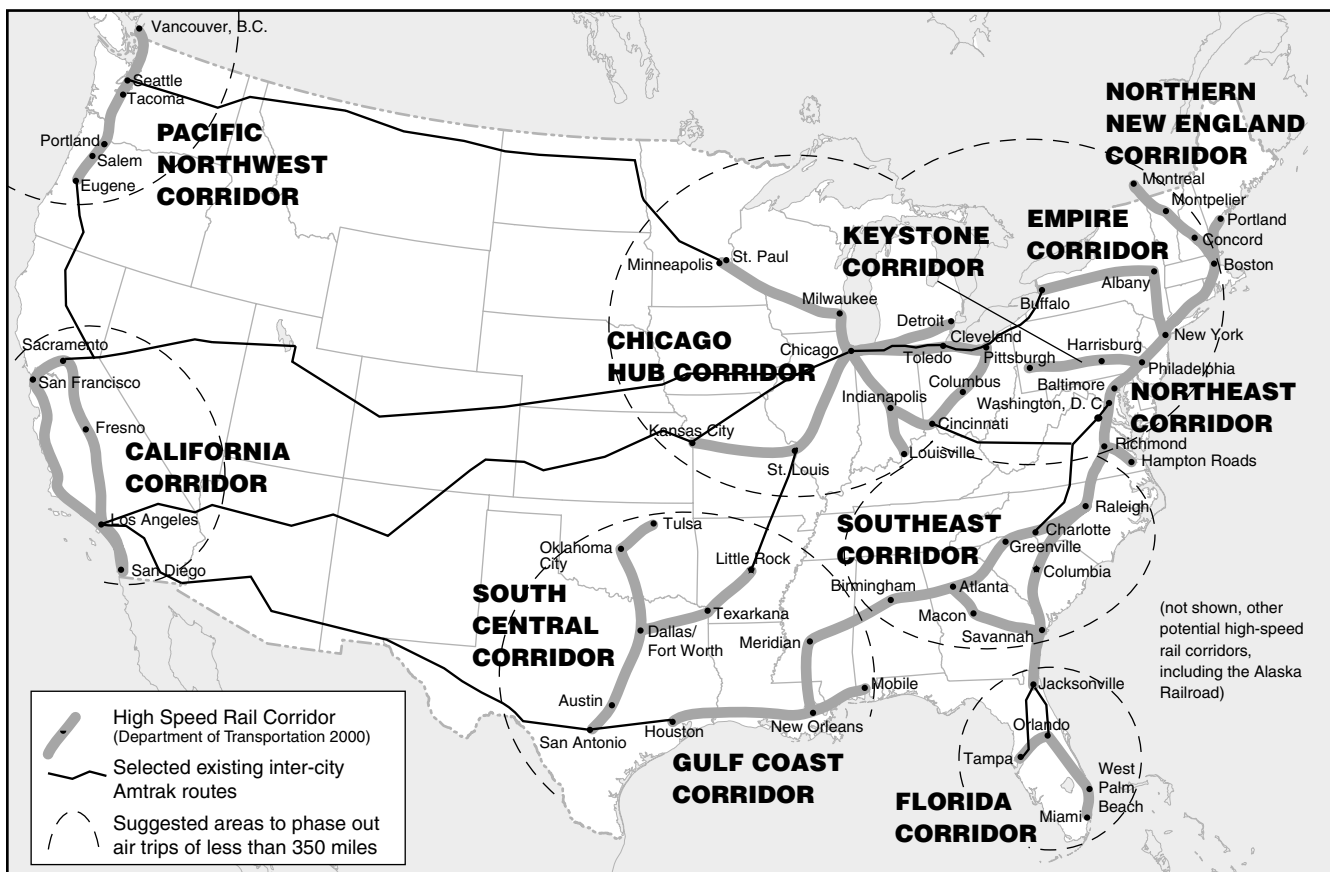 Vancouver, B.C.
Seattle
Tacoma
Portland
Salem
Eugene
PACIFIC
NORTHWEST
CORRIDOR
NORTHERN
NEW ENGLAND
CORRIDOR
Montreal
Montpelier
Portland
Concord
Boston
EMPIRE
CORRIDOR
Albany
Buffalo
KEYSTONE
CORRIDOR
Minneapolis
St. Paul
Milwaukee
Detroit
Chicago
Toledo
Cleveland
Pittsburgh
Harrisburg
New York
Philadelphia
Baltimore
Washington, D. C.
NORTHEAST
CORRIDOR
CHICAGO
HUB CORRIDOR
Columbus
Indianapolis
Cincinnati
Louisville
Kansas City
St. Louis
Richmond
Hampton Roads
Sacramento
San Francisco
Fresno
CALIFORNIA
CORRIDOR
Los Angeles
San Diego
Tulsa
Oklahoma
City
Little Rock
Texarkana
Dallas/
Fort Worth
SOUTH
CENTRAL
CORRIDOR
Austin
San Antonio
Houston
SOUTHEAST
CORRIDOR
Raleigh
Charlotte
Greenville
Columbia
Birmingham
Atlanta
Macon
Savannah
Meridian
Mobile
New Orleans
GULF COAST
CORRIDOR
(not shown, other
potential high-speed
rail corridors,
including the Alaska
Railroad)
Jacksonville
Orlando
Tampa
West
Palm
Beach
Miami
FLORIDA
CORRIDOR
High Speed Rail Corridor
(Department of Transportation 2000)
Selected existing inter-city
Amtrak routes
Suggested areas to phase out
air trips of less than 350 miles